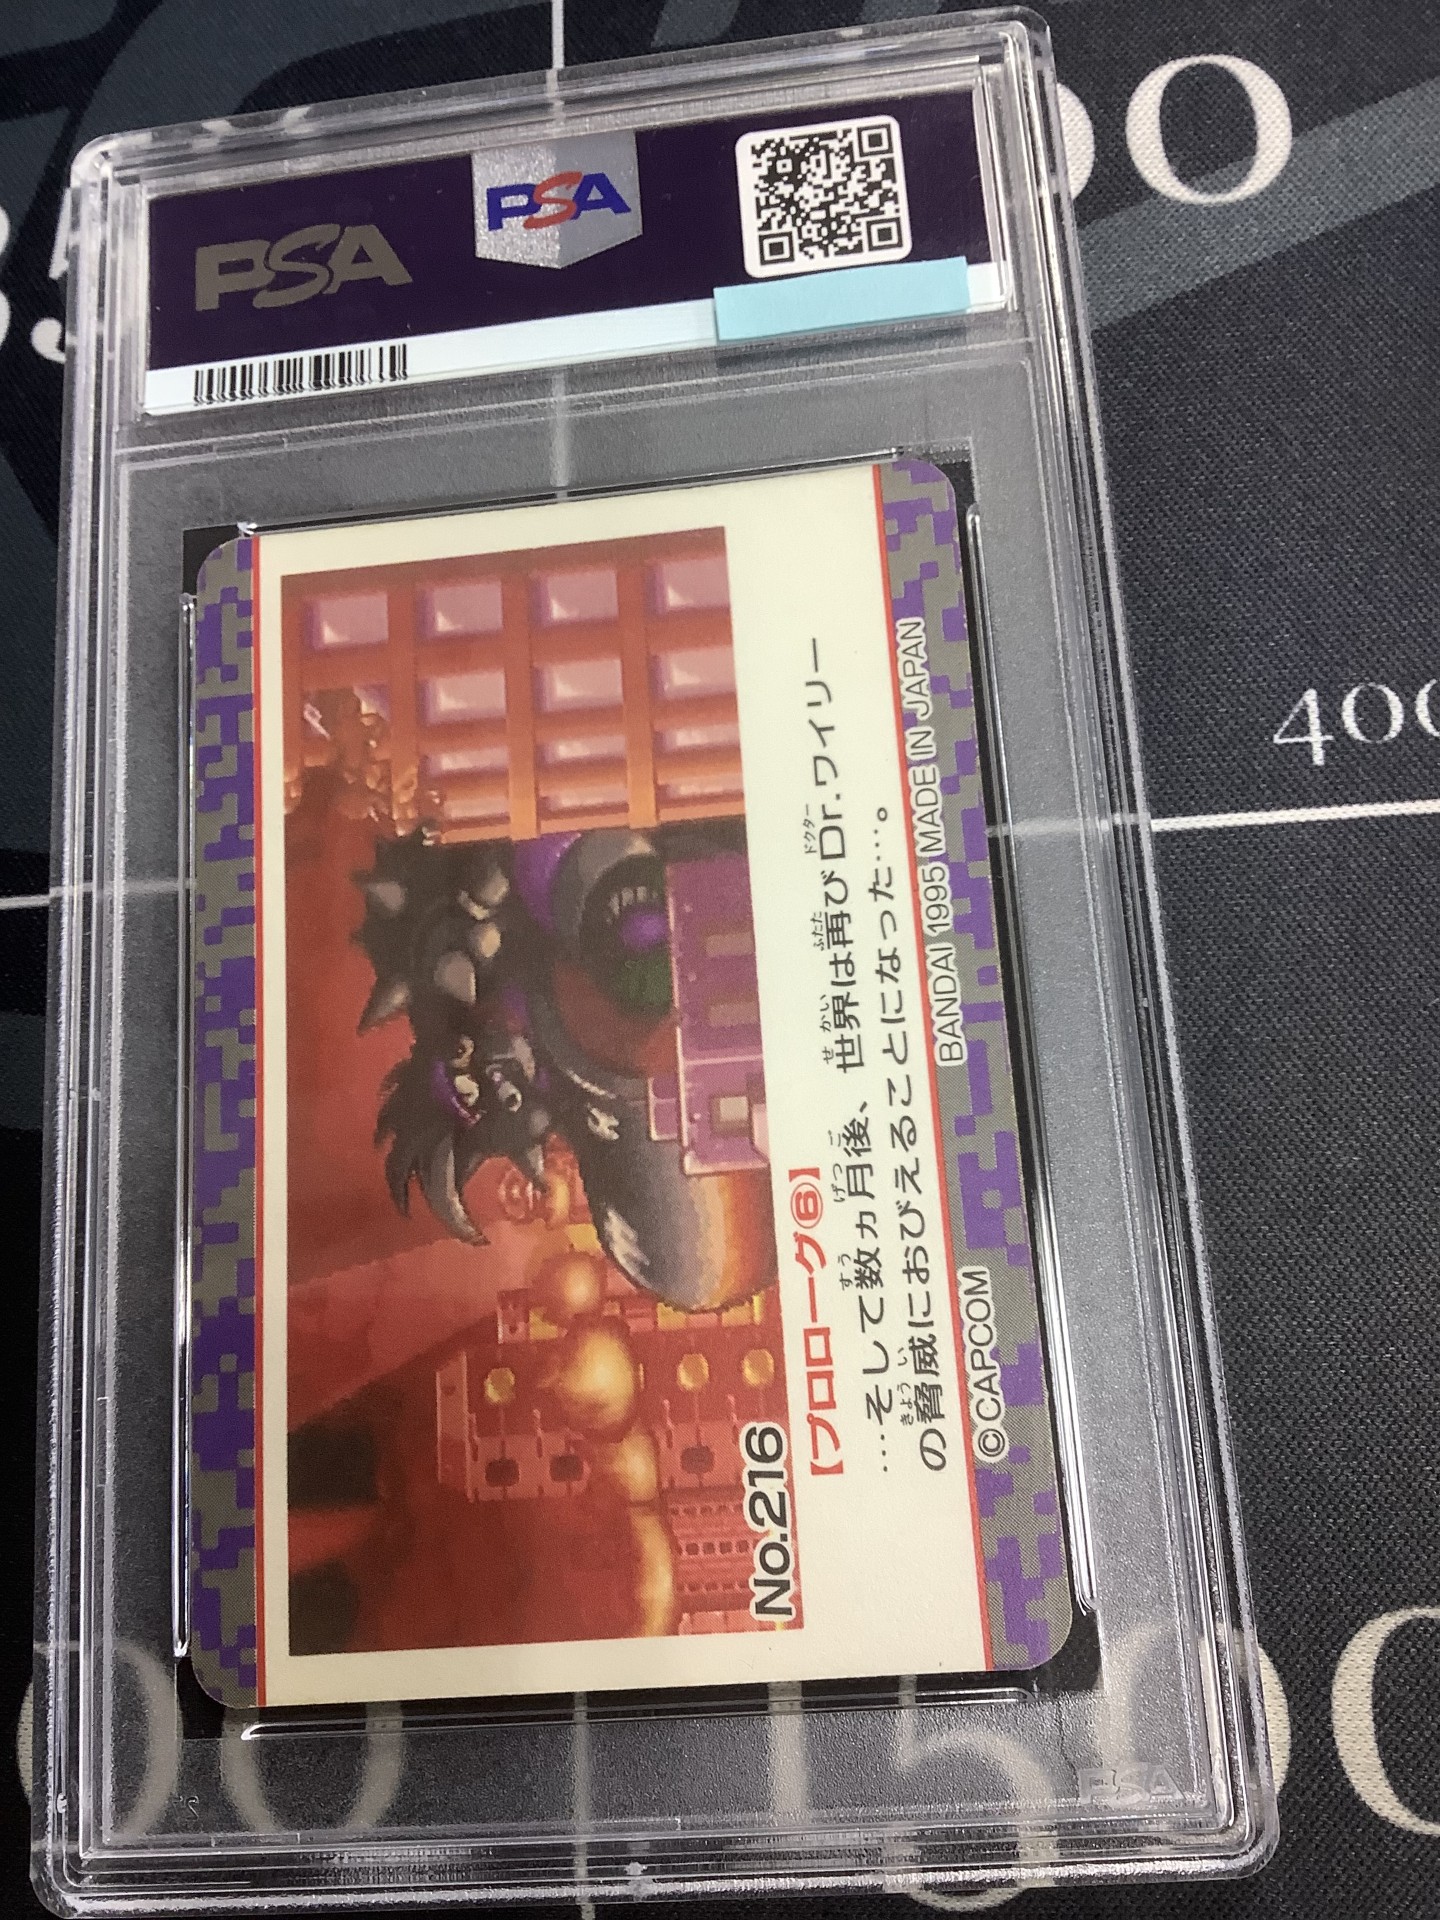 PSA
PSA
No.216
【プロローグ⑥】
…そして数ヵ月後、世界は再びDr.ワイリー
の脅威におびえることになった…。
©CAPCOM
BANDAI 1995 MADE IN JAPAN
PSA
400
1500